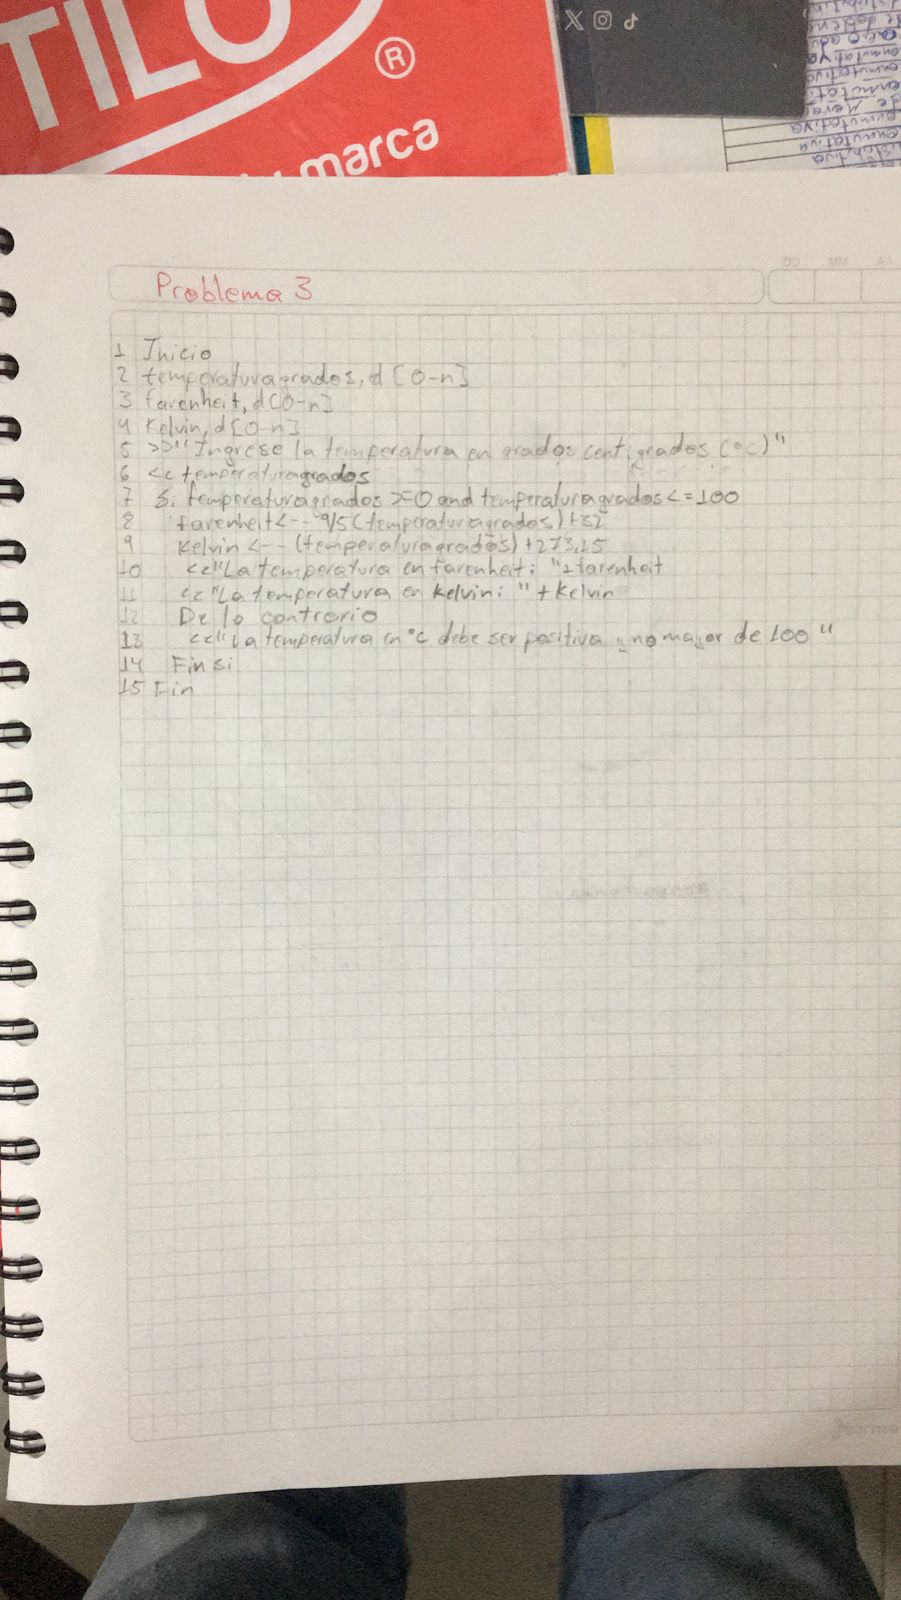 TILO
®
marca
Problema 3
DD MM AA
1 Inicio
2 temperaturagrados, d [0-n]
3 farenheit, d[0-n]
4 Kelvin, d[0-n]
5 >>"Ingrese la temperatura en grados centigrados (°C)"
6 << temperaturagrados
7 Si temperaturagrados >=0 and temperaturagrados <=100
8 farenheit <-- 9/5(temperaturagrados)+32
9 Kelvin <-- (temperaturagrados)+273,15
10 <<"La temperatura en farenheit: "+farenheit
11 <<"La temperatura en kelvin: " + Kelvin
12 De lo contrario
13 <<"La temperatura en °c debe ser positiva y no mayor de 100"
14 Fin si
15 Fin